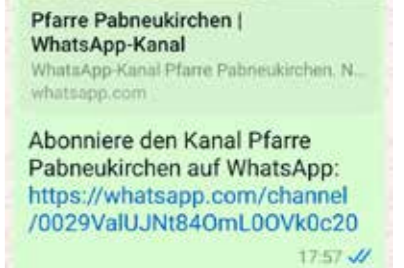 Pfarre Pabneukirchen |
WhatsApp-Kanal
WhatsApp-Kanal Pfarre Pabneukirchen. N...
whatsapp.com
Abonniere den Kanal Pfarre
Pabneukirchen auf WhatsApp:
https://whatsapp.com/channel
/0029ValUJNt84OmL0OVk0c20
17:57